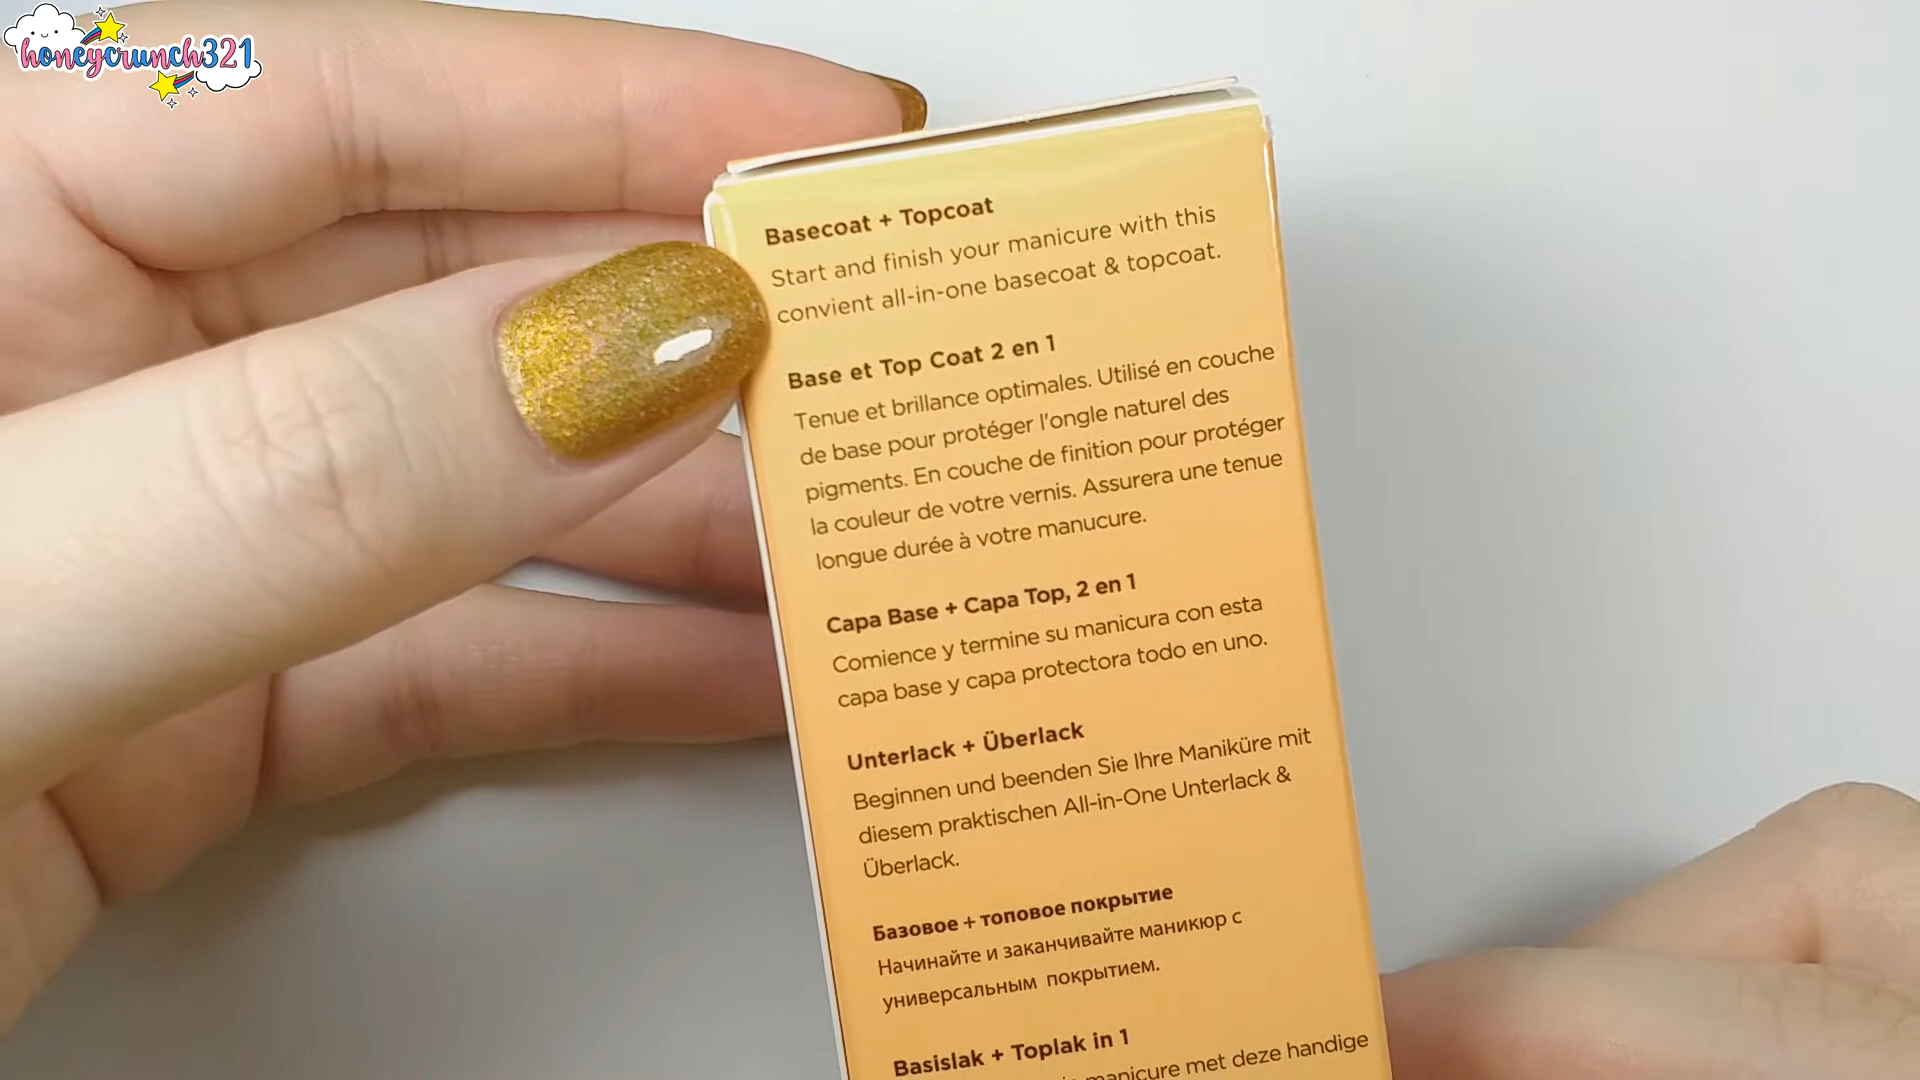 honeycrunch321
Basecoat + Topcoat
Start and finish your manicure with this
convient all-in-one basecoat & topcoat.
Base et Top Coat 2 en 1
Tenue et brillance optimales. Utilisé en couche
de base pour protéger l'ongle naturel des
pigments. En couche de finition pour protéger
la couleur de votre vernis. Assurera une tenue
longue durée à votre manucure.
Capa Base + Capa Top, 2 en 1
Comience y termine su manicura con esta
capa base y capa protectora todo en uno.
Unterlack + Überlack
Beginnen und beenden Sie Ihre Maniküre mit
diesem praktischen All-in-One Unterlack &
Überlack.
Базовое + топовое покрытие
Начинайте и заканчивайте маникюр с
универсальным покрытием.
Basislak + Toplak in 1
manicure met deze handige